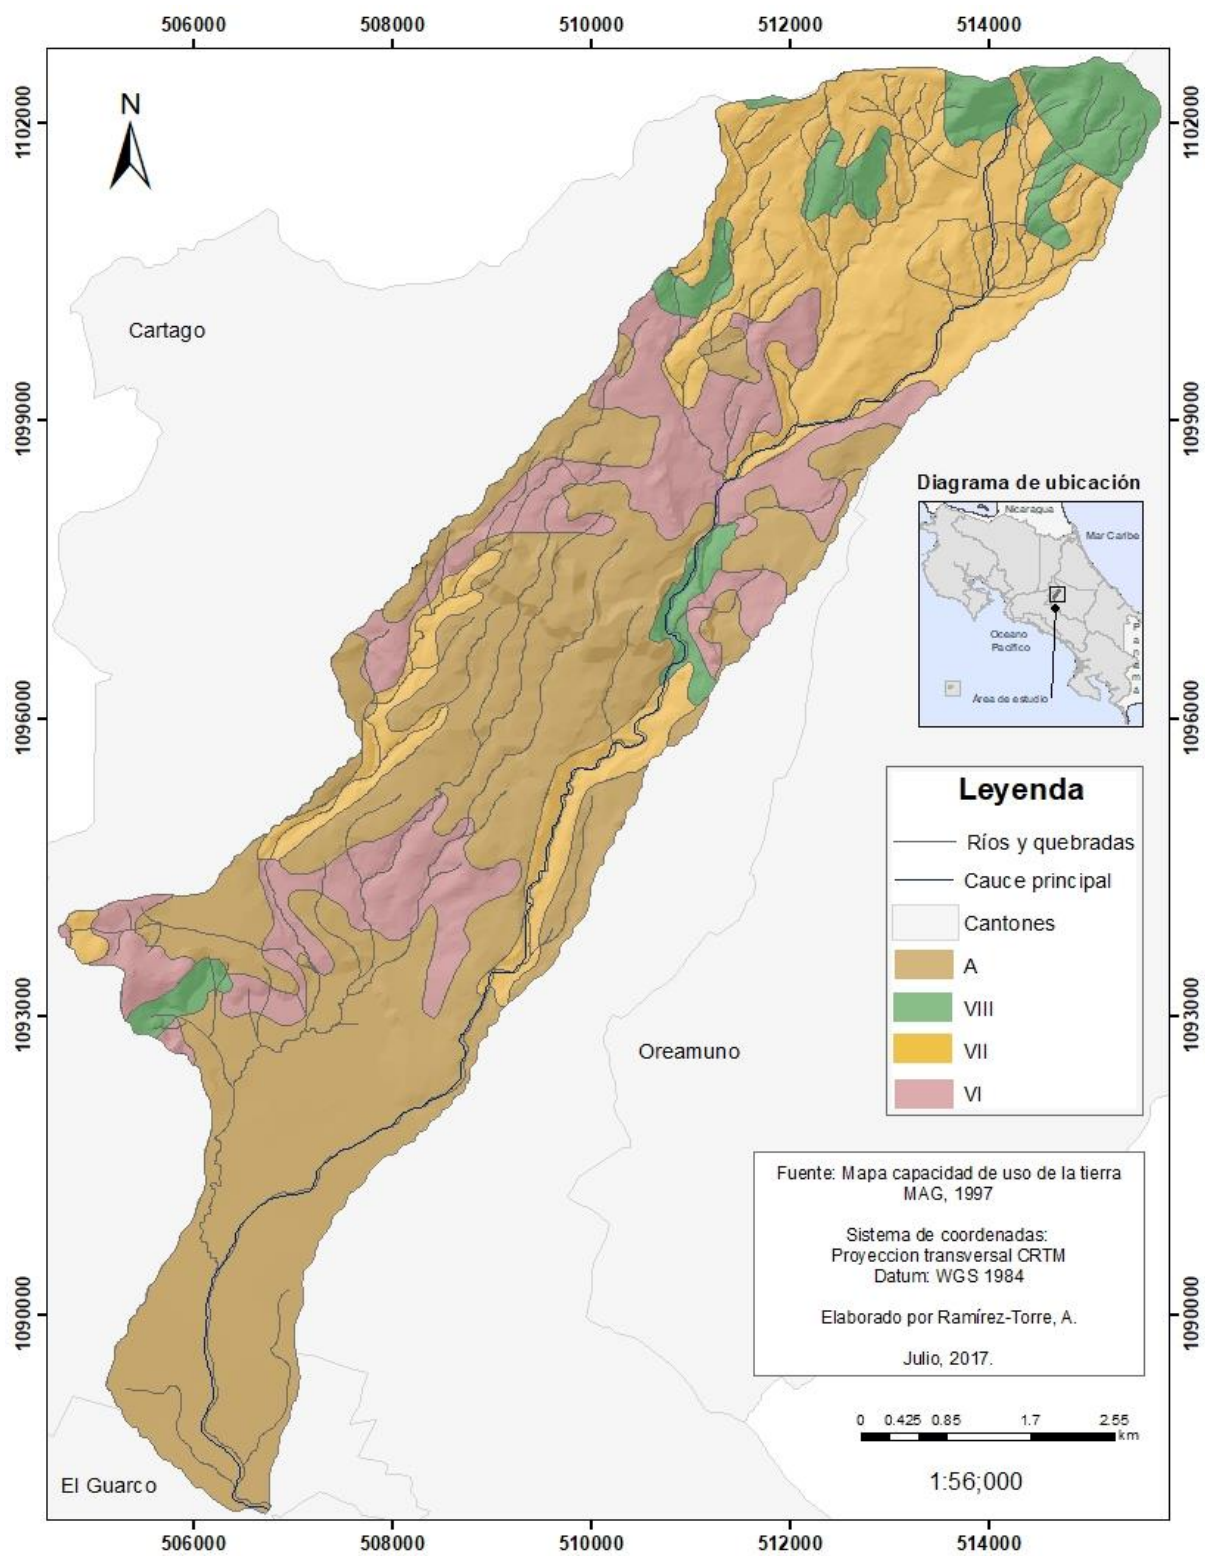 506000 508000 510000 512000 514000
N
1102000 1102000
Cartago
1099000 1099000
Diagrama de ubicación
Nicaragua
Mar Caribe
Oceano
Pacífico
Panamá
Área de estudio
1096000 1096000
Leyenda
Ríos y quebradas
Cauce principal
Cantones
A
VIII
VII
VI
1093000 1093000
Oreamuno
Fuente: Mapa capacidad de uso de la tierra
MAG, 1997
Sistema de coordenadas:
Proyeccion transversal CRTM
Datum: WGS 1984
Elaborado por Ramírez-Torre, A.
Julio, 2017.
1090000 1090000
0 0.425 0.85 1.7 2.55
km
1:56;000
El Guarco
506000 508000 510000 512000 514000